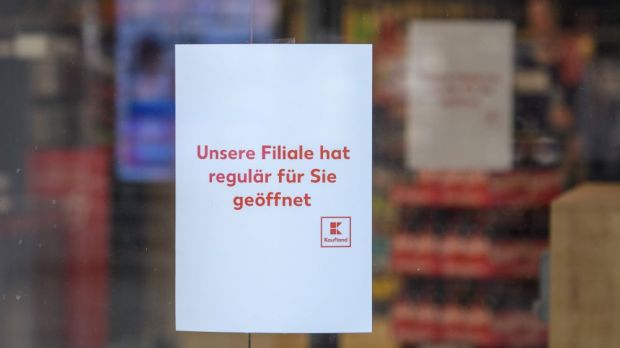 Unsere Filiale hat
regulär für Sie
geöffnet
Kaufland